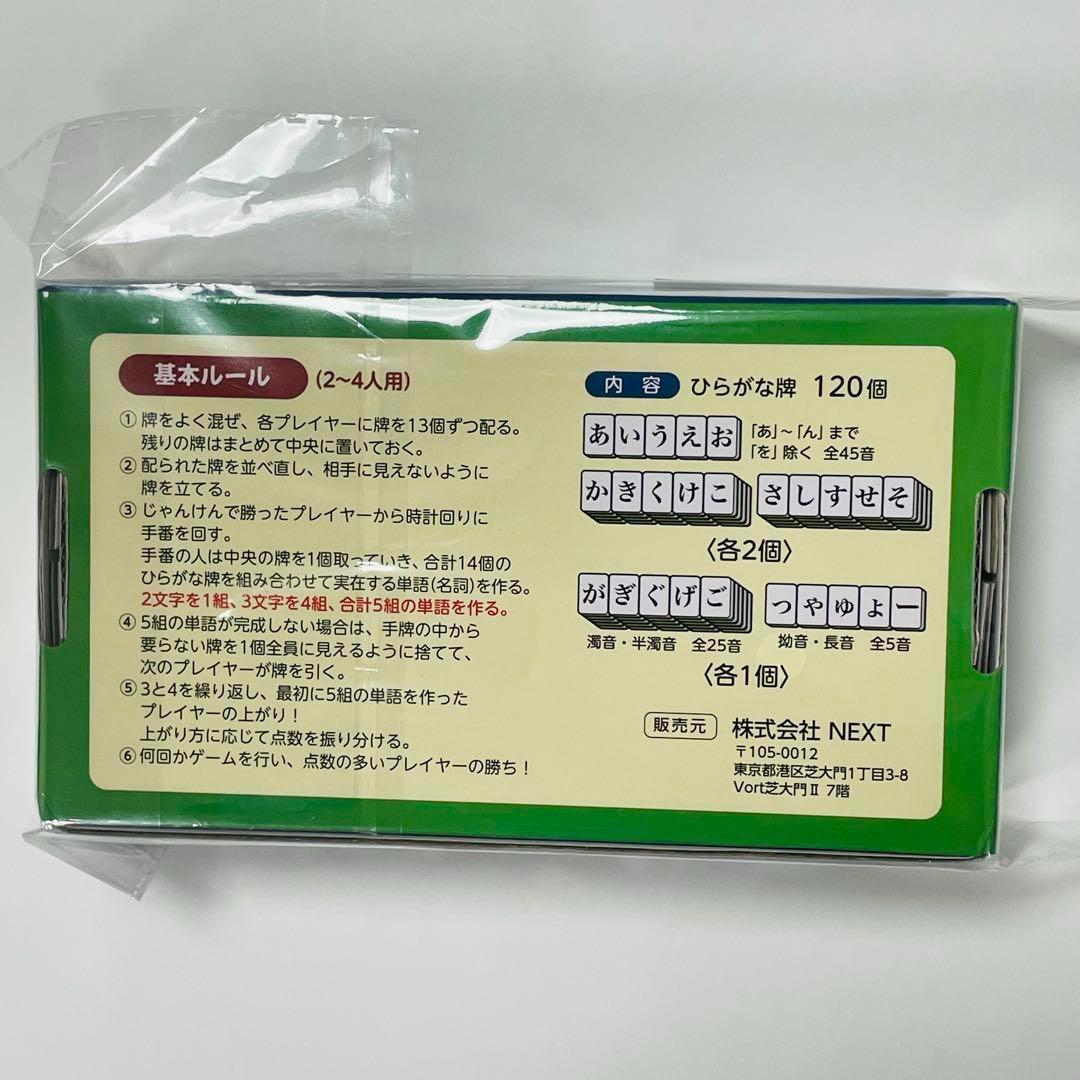 基本ルール (2~4人用)
① 牌をよく混ぜ、各プレイヤーに牌を13個ずつ配る。
残りの牌はまとめて中央に置いておく。
② 配られた牌を並べ直し、相手に見えないように
牌を立てる。
③ じゃんけんで勝ったプレイヤーから時計回りに
手番を回す。
手番の人は中央の牌を1個取っていき、合計14個の
ひらがな牌を組み合わせて実在する単語(名詞)を作る。
2文字を1組、3文字を4組、合計5組の単語を作る。
④ 5組の単語が完成しない場合は、手牌の中から
要らない牌を1個全員に見えるように捨てて、
次のプレイヤーが牌を引く。
⑤ 3と4を繰り返し、最初に5組の単語を作った
プレイヤーの上がり!
上がり方に応じて点数を振り分ける。
⑥ 何回かゲームを行い、点数の多いプレイヤーの勝ち!
内容 ひらがな牌 120個
あいうえお
「あ」~「ん」まで
「を」除く 全45音
かきくけこ さしすせそ
〈各2個〉
がぎぐげご つやゆよー
濁音・半濁音 全25音 拗音・長音 全5音
〈各1個〉
販売元 株式会社 NEXT
〒105-0012
東京都港区芝大門1丁目3-8
Vort芝大門Ⅱ 7階